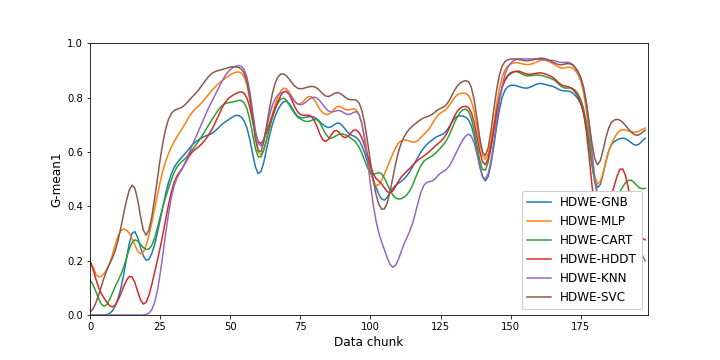 1.0
0.8
0.6
0.4
0.2
0.0
G-mean1
0
25
50
75
100
125
150
175
Data chunk
HDWE-GNB
HDWE-MLP
HDWE-CART
HDWE-HDDT
HDWE-KNN
HDWE-SVC